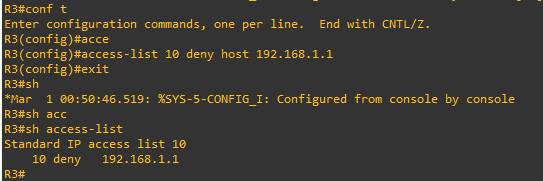 R3#conf t
Enter configuration commands, one per line.  End with CNTL/Z.
R3(config)#acce
R3(config)#access-list 10 deny host 192.168.1.1
R3(config)#exit
R3#sh
*Mar  1 00:50:46.519: %SYS-5-CONFIG_I: Configured from console by console
R3#sh acc
R3#sh access-list
Standard IP access list 10
    10 deny   192.168.1.1
R3#